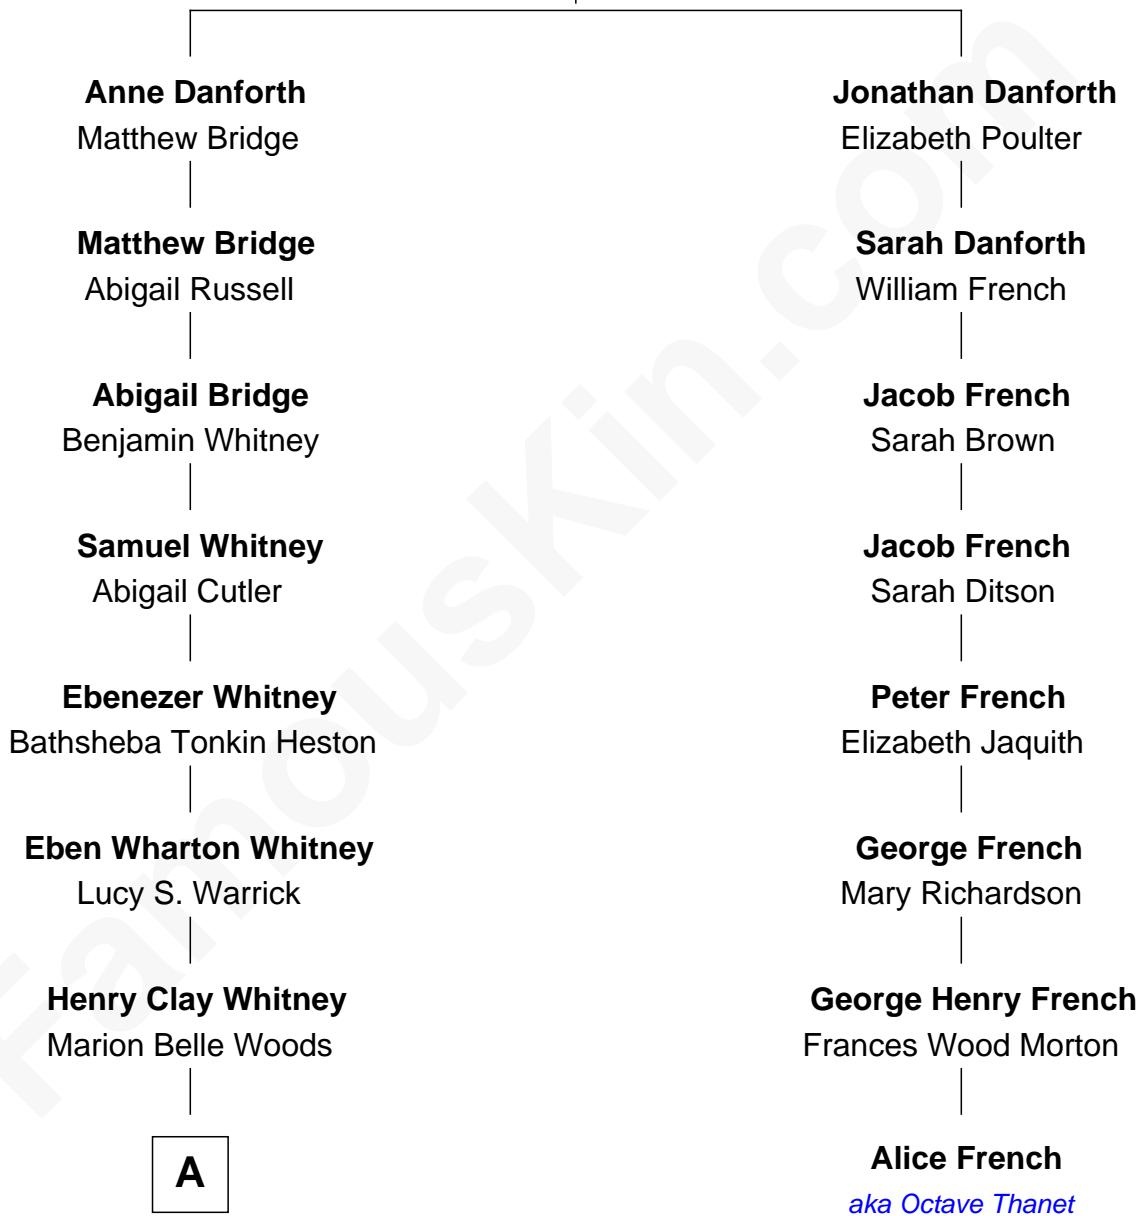 Anne Danforth
Matthew Bridge
Jonathan Danforth
Elizabeth Poulter
Matthew Bridge
Abigail Russell
Sarah Danforth
William French
Abigail Bridge
Benjamin Whitney
Jacob French
Sarah Brown
Samuel Whitney
Abigail Cutler
Jacob French
Sarah Ditson
Ebenezer Whitney
Bathsheba Tonkin Heston
Peter French
Elizabeth Jaquith
Eben Wharton Whitney
Lucy S. Warrick
George French
Mary Richardson
Henry Clay Whitney
Marion Belle Woods
George Henry French
Frances Wood Morton
A
Alice French
aka Octave Thanet
FamousKin.com